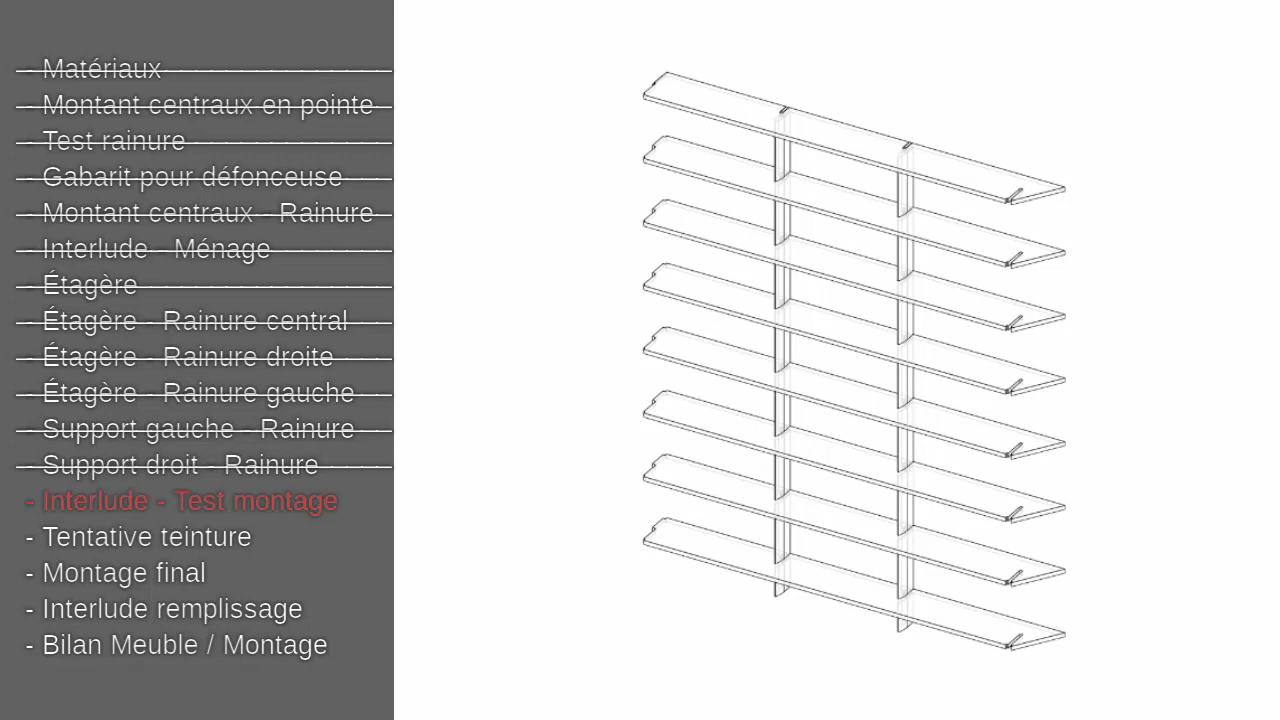 - Matériaux
- Montant centraux en pointe
- Test rainure
- Gabarit pour défonceuse
- Montant centraux - Rainure
- Interlude - Ménage
- Étagère
- Étagère - Rainure central
- Étagère - Rainure droite
- Étagère - Rainure gauche
- Support gauche - Rainure
- Support droit - Rainure
- Interlude - Test montage
- Tentative teinture
- Montage final
- Interlude remplissage
- Bilan Meuble / Montage